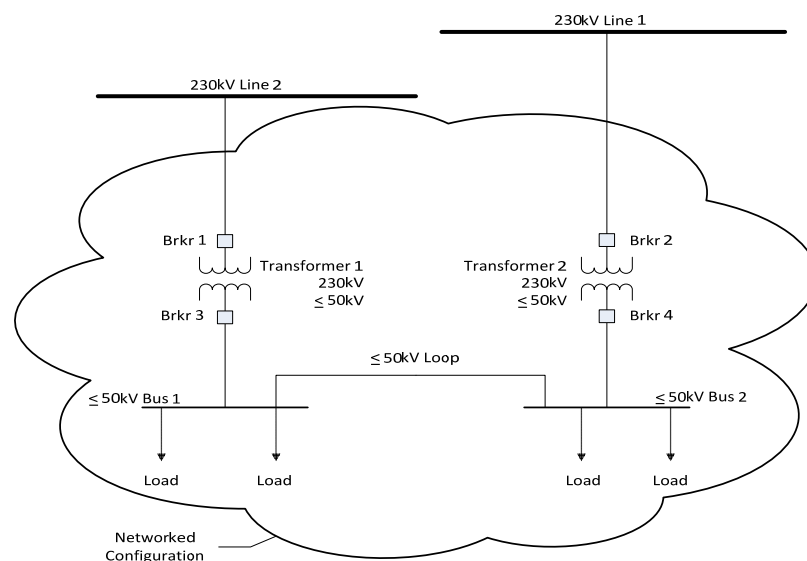 230kV Line 1
230kV Line 2
Brkr 1
Transformer 1
230kV
≤ 50kV
Brkr 3
Transformer 2
230kV
≤ 50kV
Brkr 2
Brkr 4
≤ 50kV Loop
≤ 50kV Bus 1
≤ 50kV Bus 2
Load
Load
Load
Load
Networked
Configuration